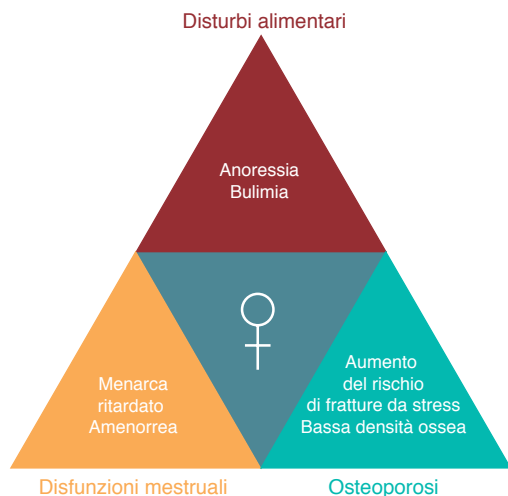 Disturbi alimentari
Anoressia
Bulimia
Menarca
ritardato
Amenorrea
Aumento
del rischio
di fratture da stress
Bassa densità ossea
Disfunzioni mestruali
Osteoporosi